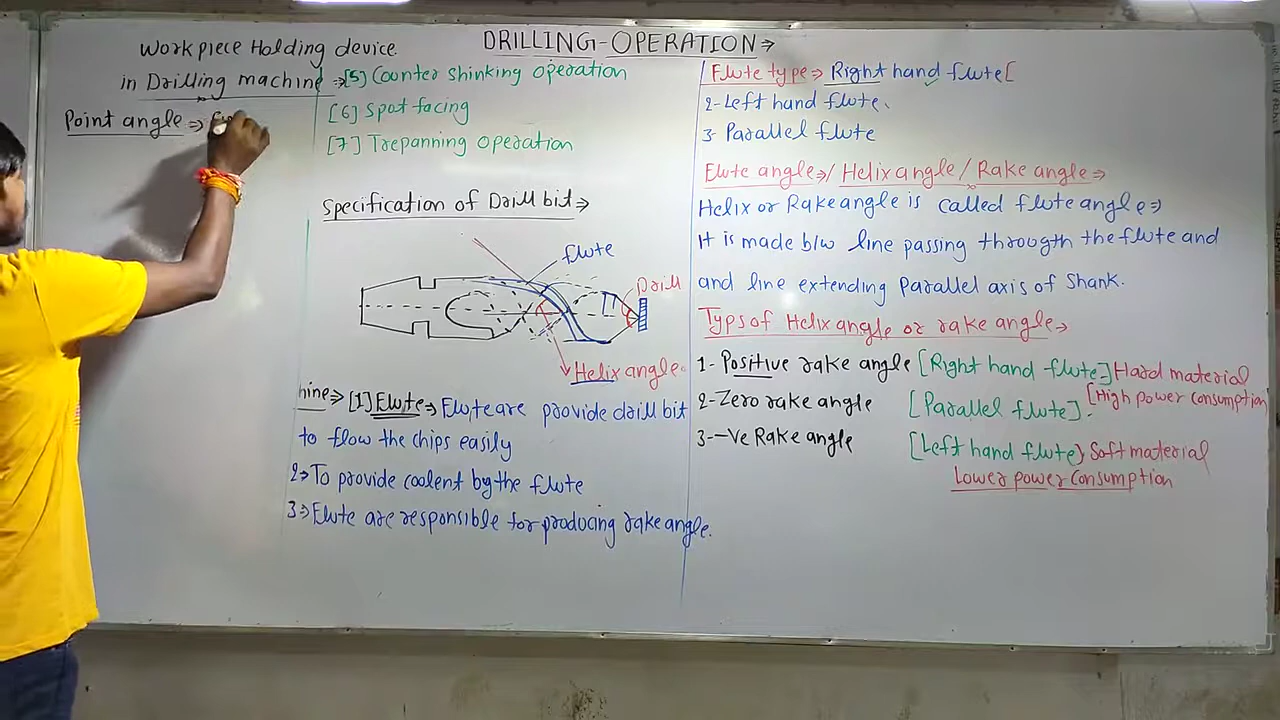 DRILLING-OPERATION⇒
Workpiece Holding device
in Drilling machine ⇒
Point angle ⇒
[5] Counter shinking operation
[6] Spot facing
[7] Trepanning operation
Specification of Drill bit⇒
flute
Drill
Helix angle
hine⇒ [1] Flute⇒ Flute are provide drill bit
to flow the chips easily
2⇒ To provide coolent by the flute
3⇒ Flute are responsible for producing rake angle.
Flute type ⇒ Right hand flute [
2- Left hand flute.
3- Parallel flute
Flute angle⇒/ Helix angle / Rake angle⇒
Helix or Rake angle is called flute angle⇒
It is made b/w line passing througth the flute and
and line extending Parallel axis of Shank.
Typs of Helix angle or rake angle⇒
1- Positive rake angle [Right hand flute] Hard material
[High power consumption]
2- Zero rake angle [Parallel flute].
3- -Ve Rake angle [Left hand flute] Soft material
Lower power consumption